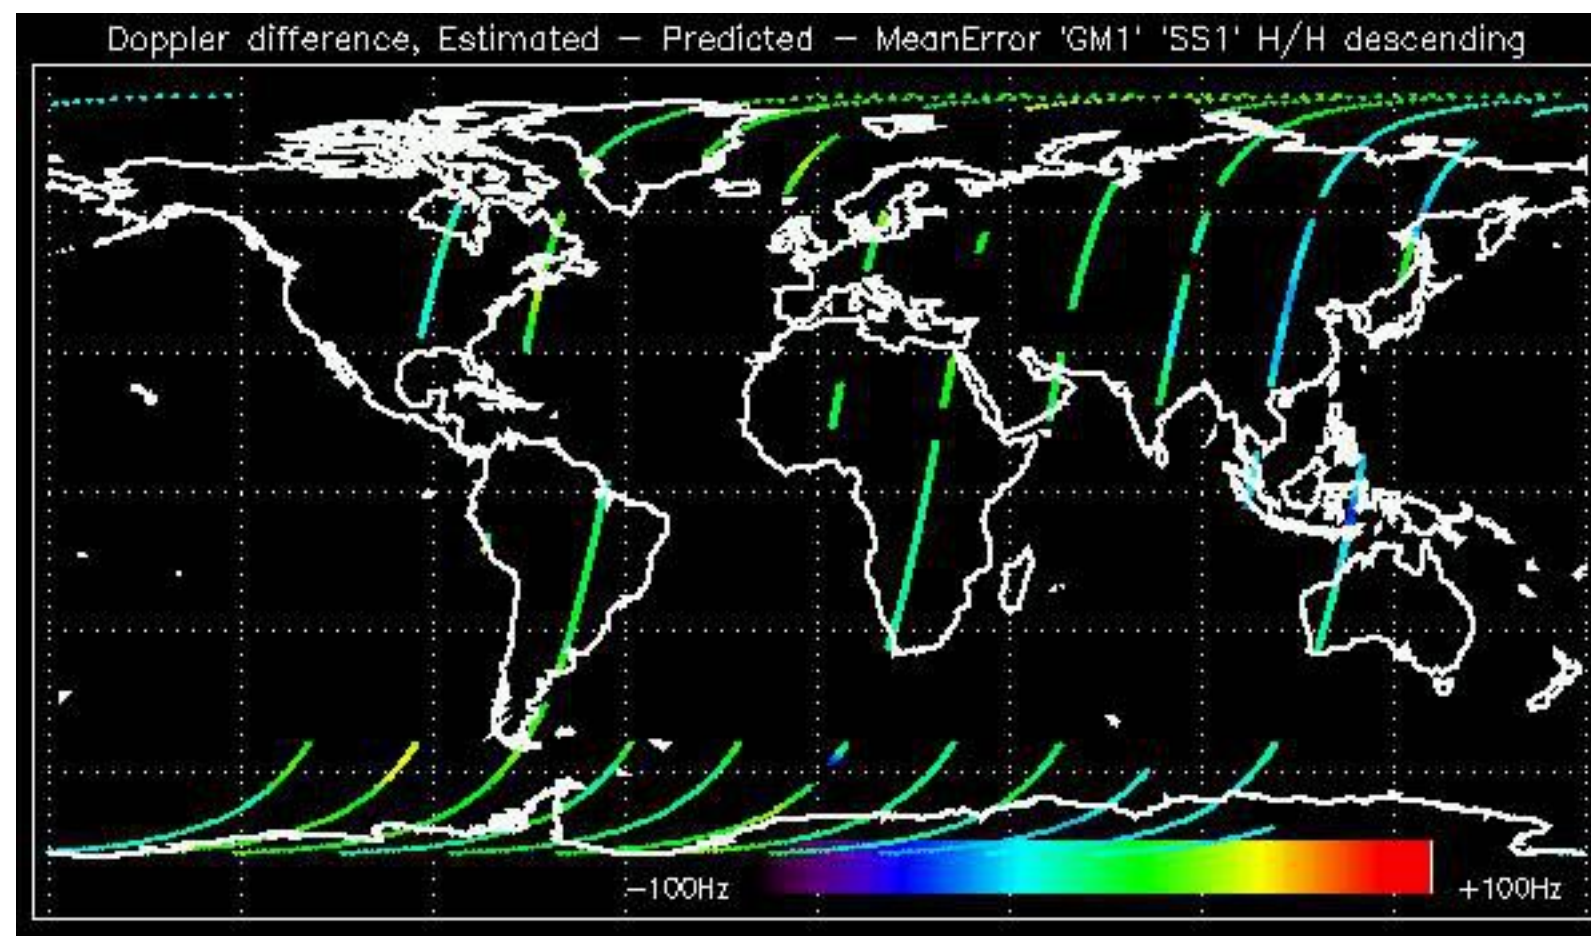 Doppler difference, Estimated − Predicted − MeanError 'GM1' 'SS1' H/H descending
−100Hz
+100Hz